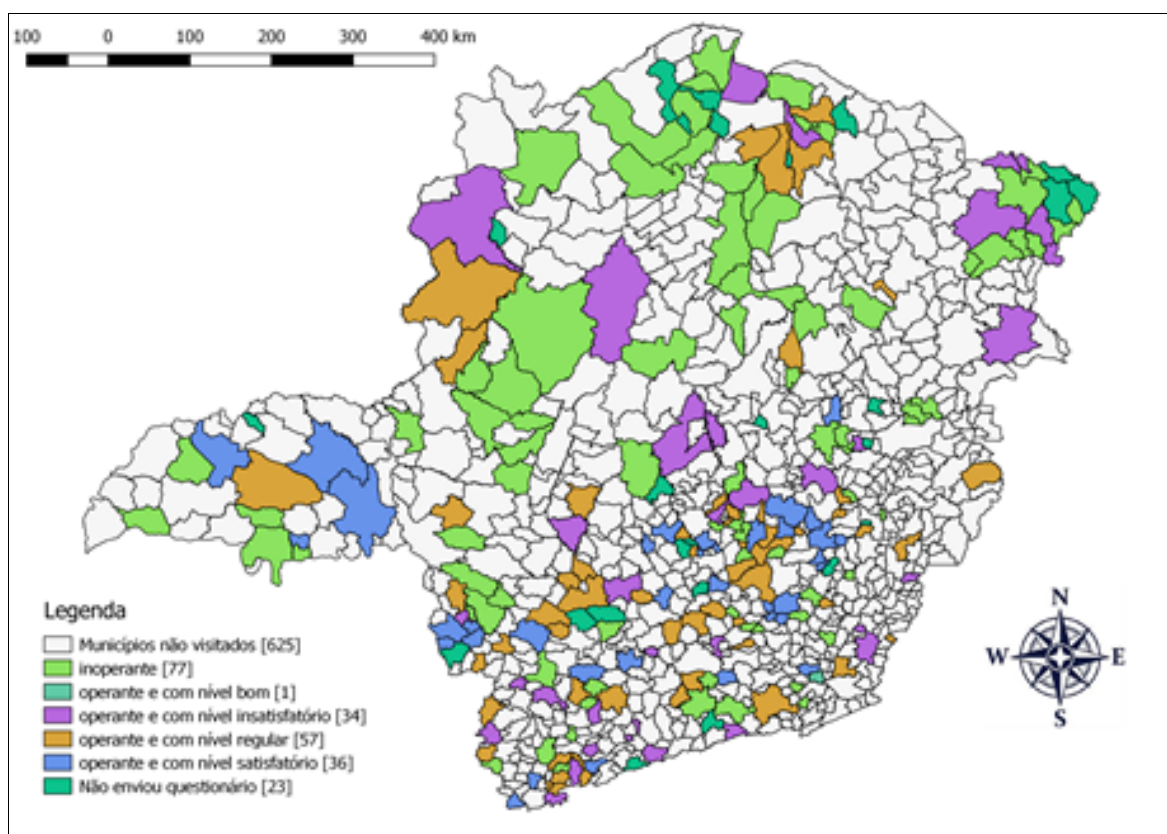 100 0 100 200 300 400 km
Legenda
Municípios não visitados [625]
inoperante [77]
operante e com nível bom [1]
operante e com nível insatisfatório [34]
operante e com nível regular [57]
operante e com nível satisfatório [36]
Não enviou questionário [23]
N
W E
S